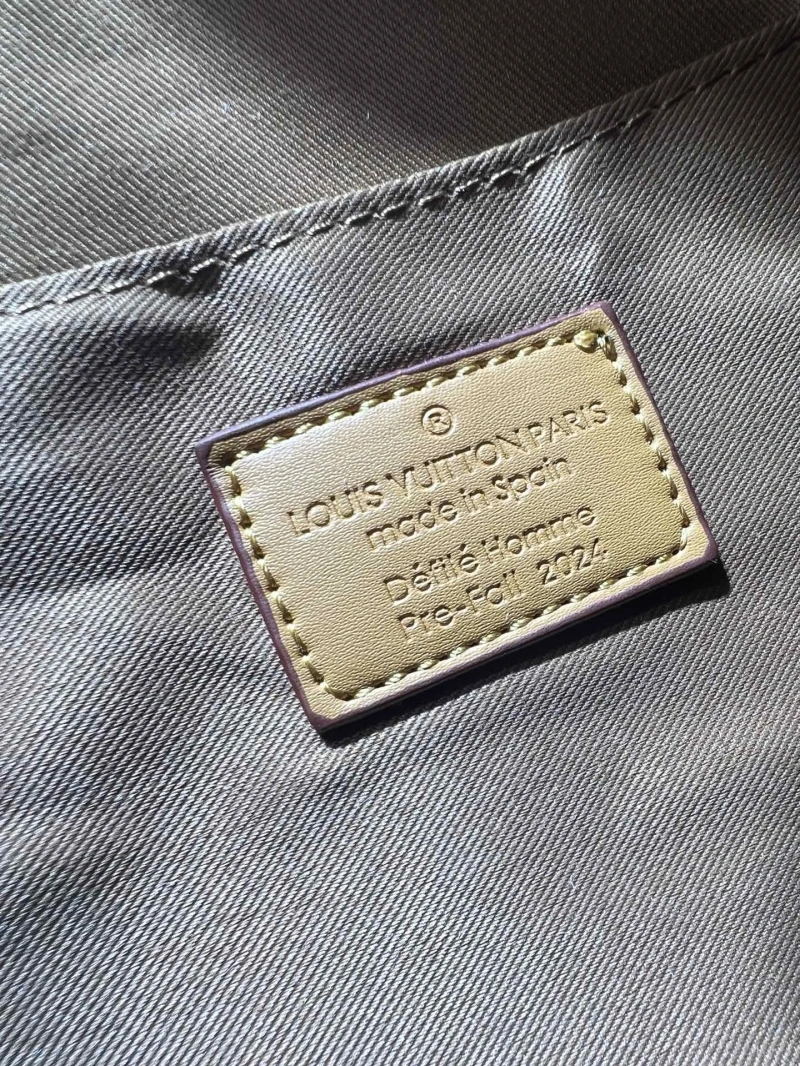 ®
LOUIS VUITTON PARIS
made in Spain
Défilé Homme
Pre-Fall 2024